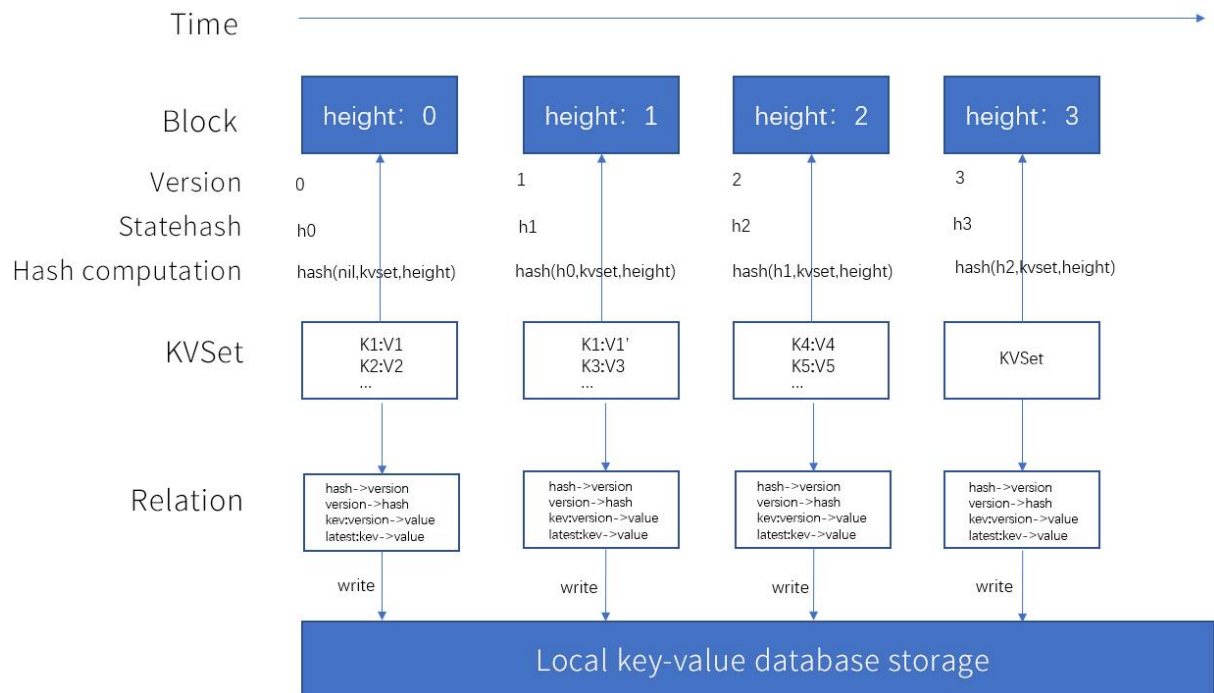 Time
Block
height: 0
height: 1
height: 2
height: 3
Version
0
1
2
3
Statehash
h0
h1
h2
h3
Hash computation
hash(nil,kvset,height)
hash(h0,kvset,height)
hash(h1,kvset,height)
hash(h2,kvset,height)
KVSet
K1:V1
K2:V2
...
K1:V1’
K3:V3
...
K4:V4
K5:V5
...
KVSet
Relation
hash->version
version->hash
kev:version->value
latest:kev->value
hash->version
version->hash
kev:version->value
latest:kev->value
hash->version
version->hash
kev:version->value
latest:kev->value
hash->version
version->hash
kev:version->value
latest:kev->value
write
write
write
write
Local key-value database storage